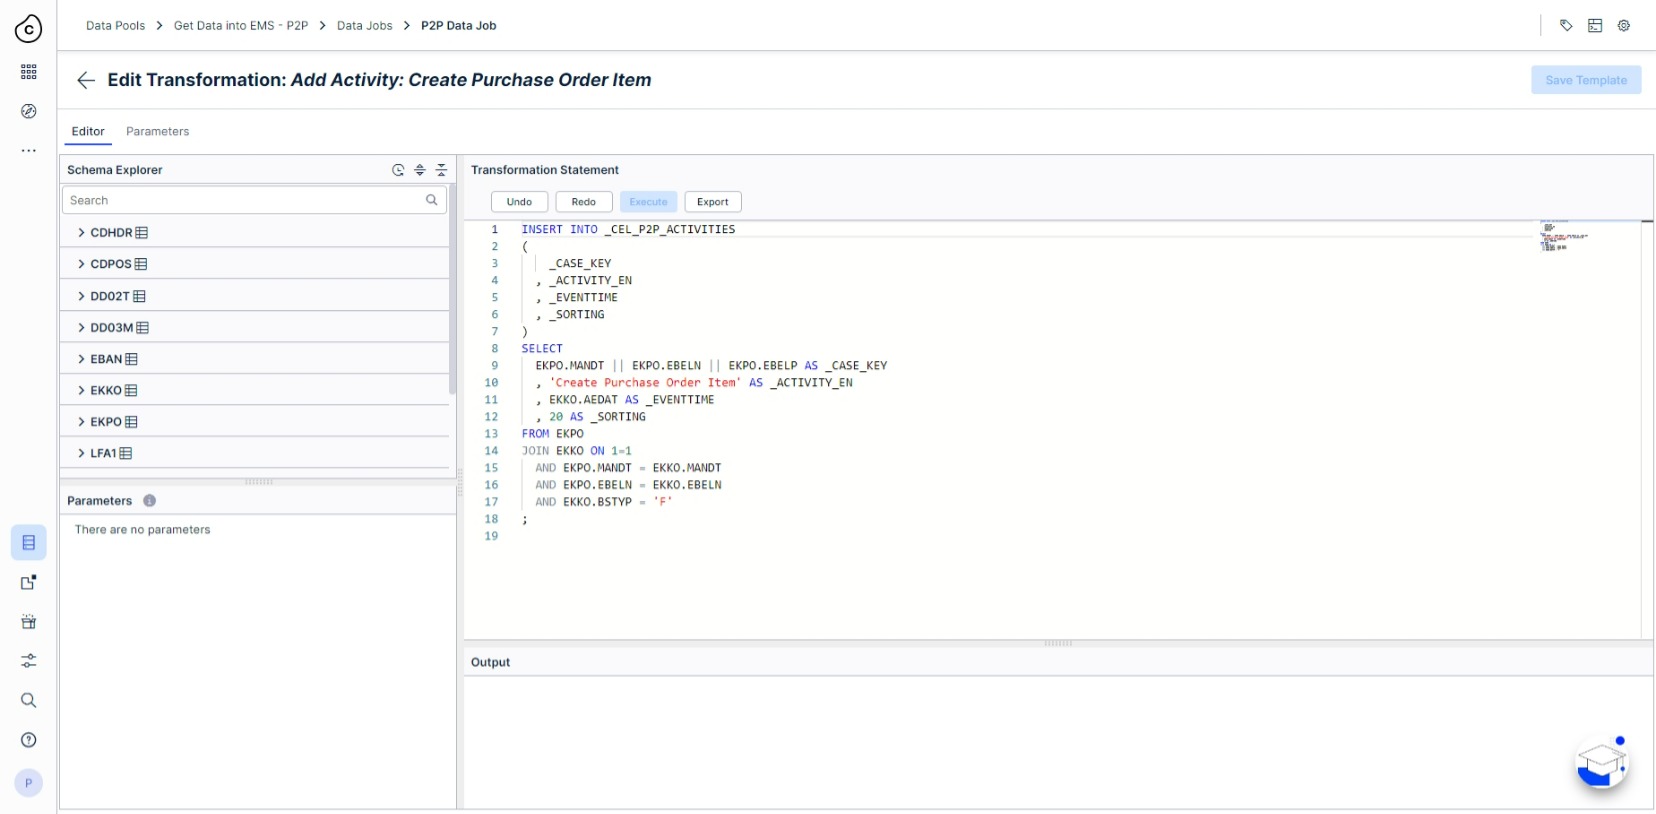 C
Data Pools > Get Data into EMS - P2P > Data Jobs > P2P Data Job
Edit Transformation: Add Activity: Create Purchase Order Item
Save Template
Editor Parameters
Schema Explorer
Search
CDHDR
CDPOS
DD02T
DD03M
EBAN
EKKO
EKPO
LFA1
Parameters
There are no parameters
P
Transformation Statement
Undo Redo Execute Export
1 INSERT INTO _CEL_P2P_ACTIVITIES
2 (
3 _CASE_KEY
4 , _ACTIVITY_EN
5 , _EVENTTIME
6 , _SORTING
7 )
8 SELECT
9 EKPO.MANDT || EKPO.EBELN || EKPO.EBELP AS _CASE_KEY
10 , 'Create Purchase Order Item' AS _ACTIVITY_EN
11 , EKKO.AEDAT AS _EVENTTIME
12 , 20 AS _SORTING
13 FROM EKPO
14 JOIN EKKO ON 1=1
15 AND EKPO.MANDT = EKKO.MANDT
16 AND EKPO.EBELN = EKKO.EBELN
17 AND EKKO.BSTYP = 'F'
18 ;
19
Output